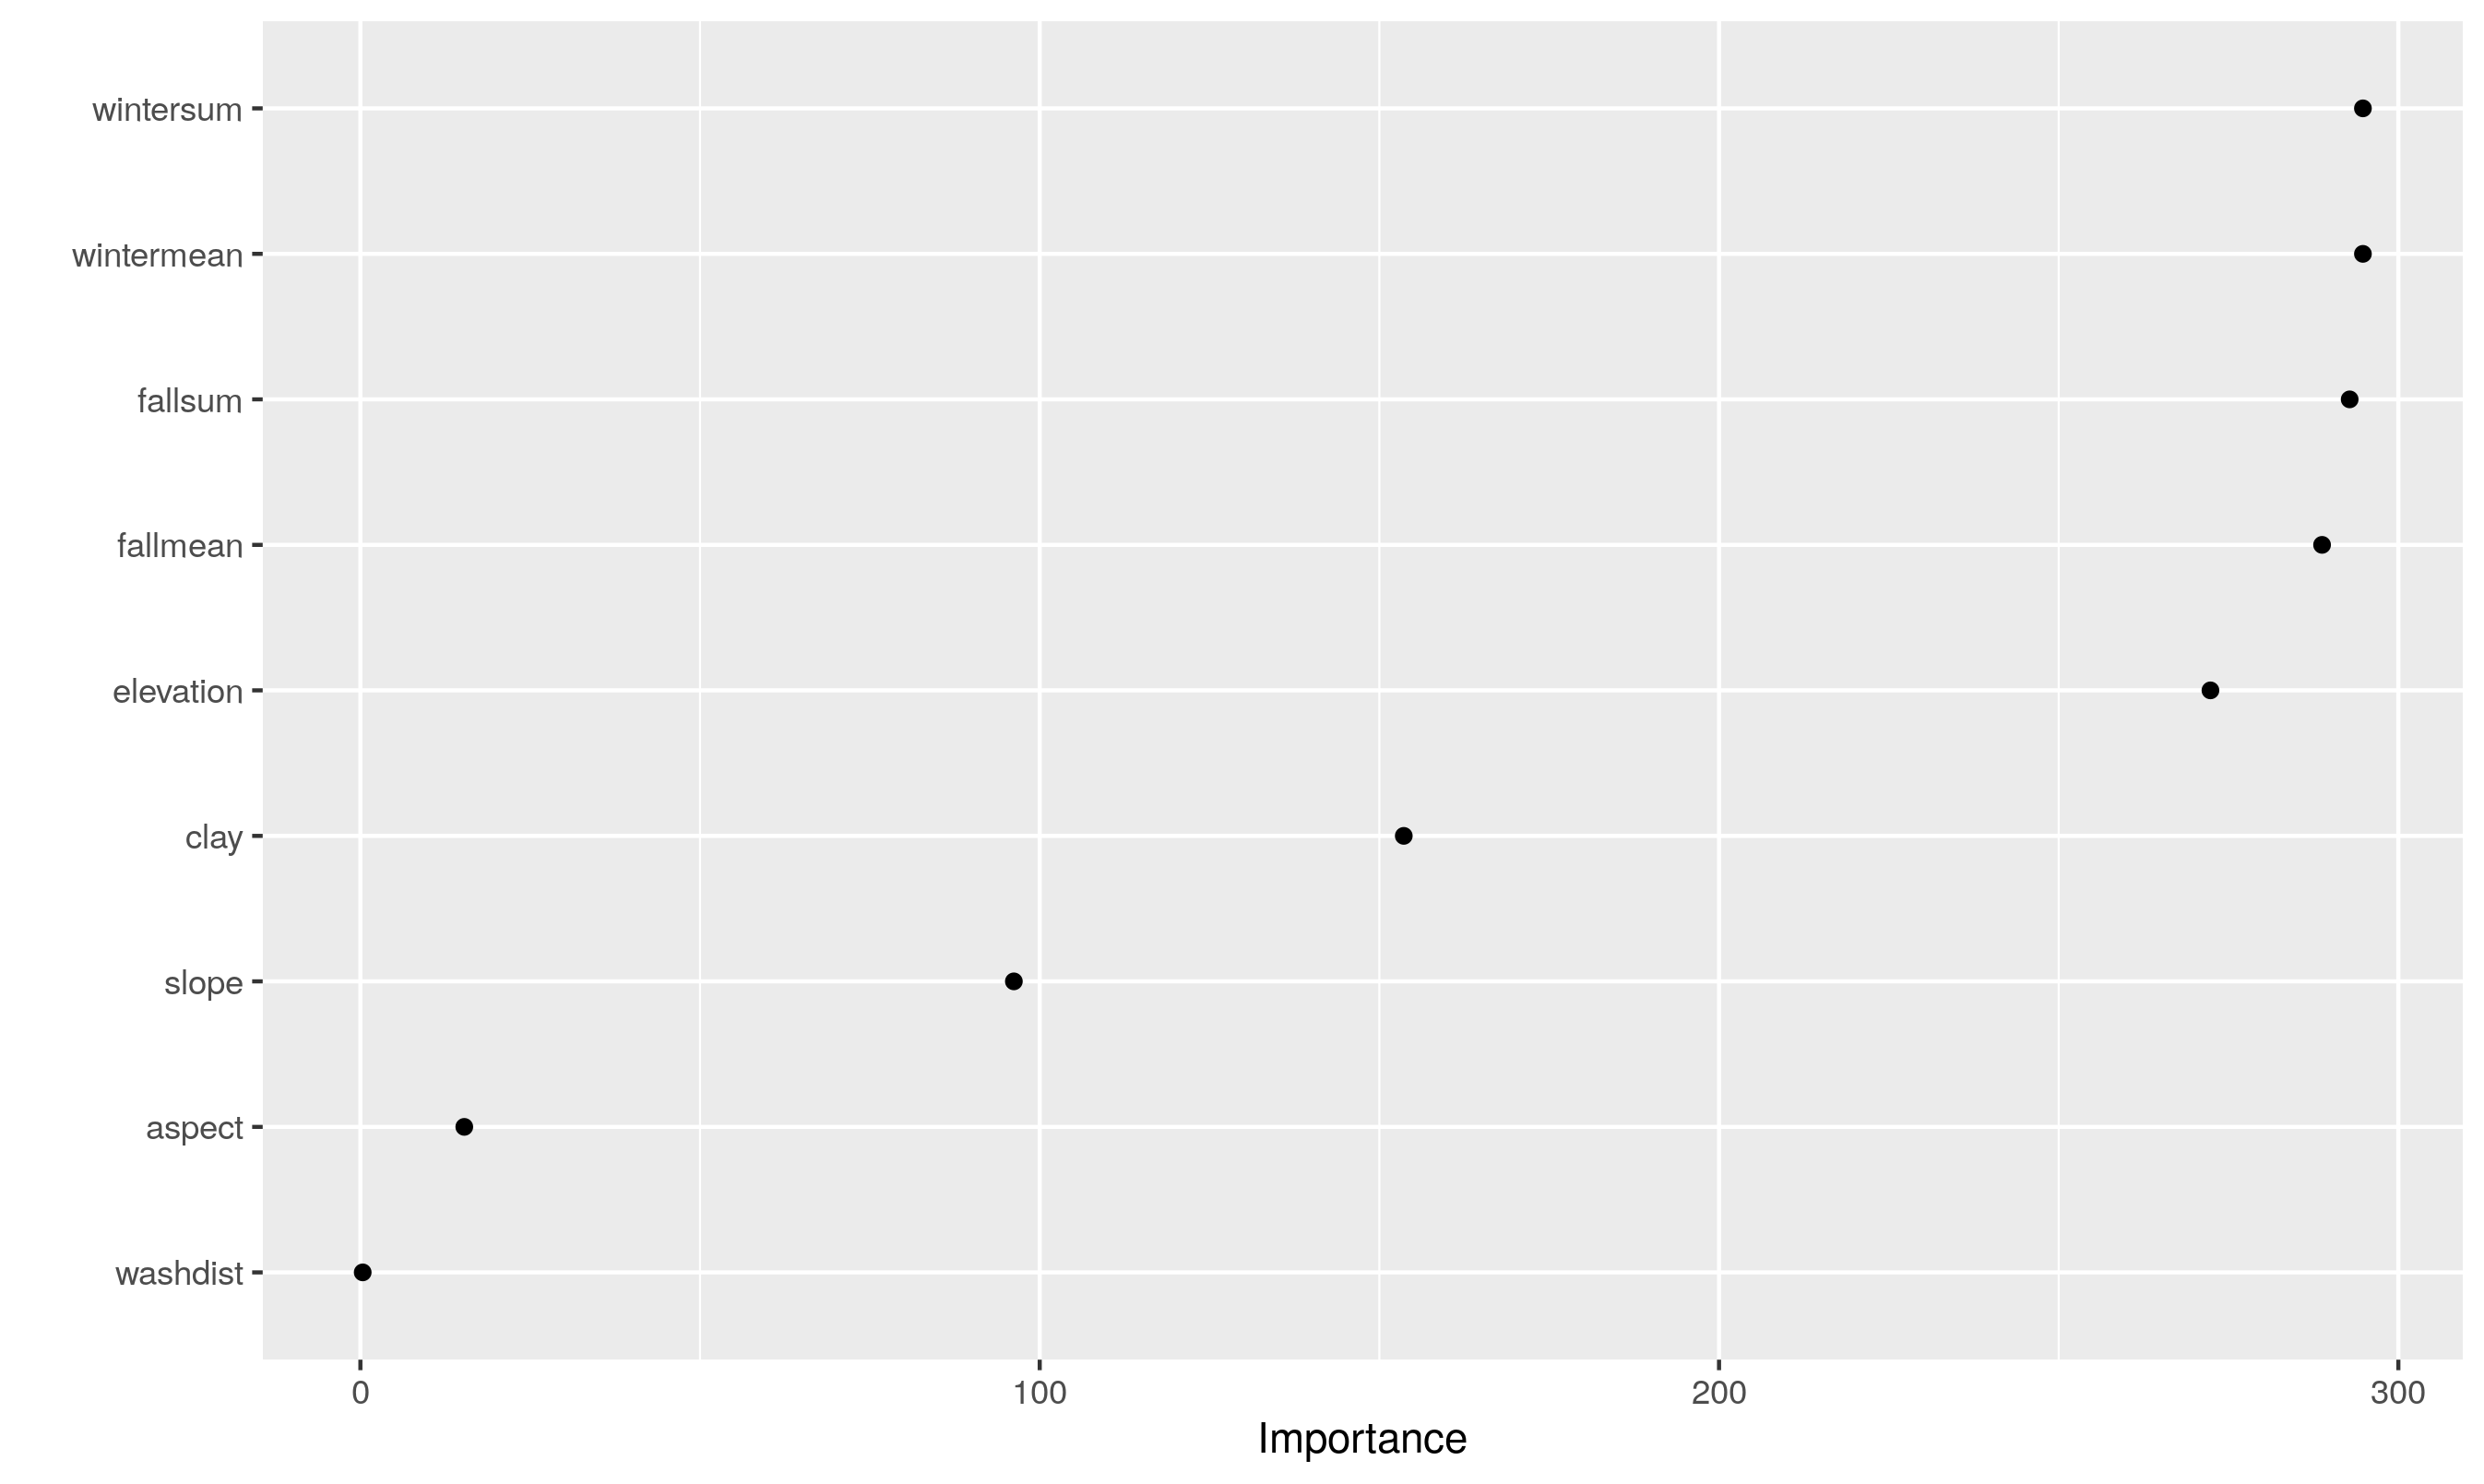 wintersum
wintermean
fallsum
fallmean
elevation
clay
slope
aspect
washdist
0 100 200 300
Importance